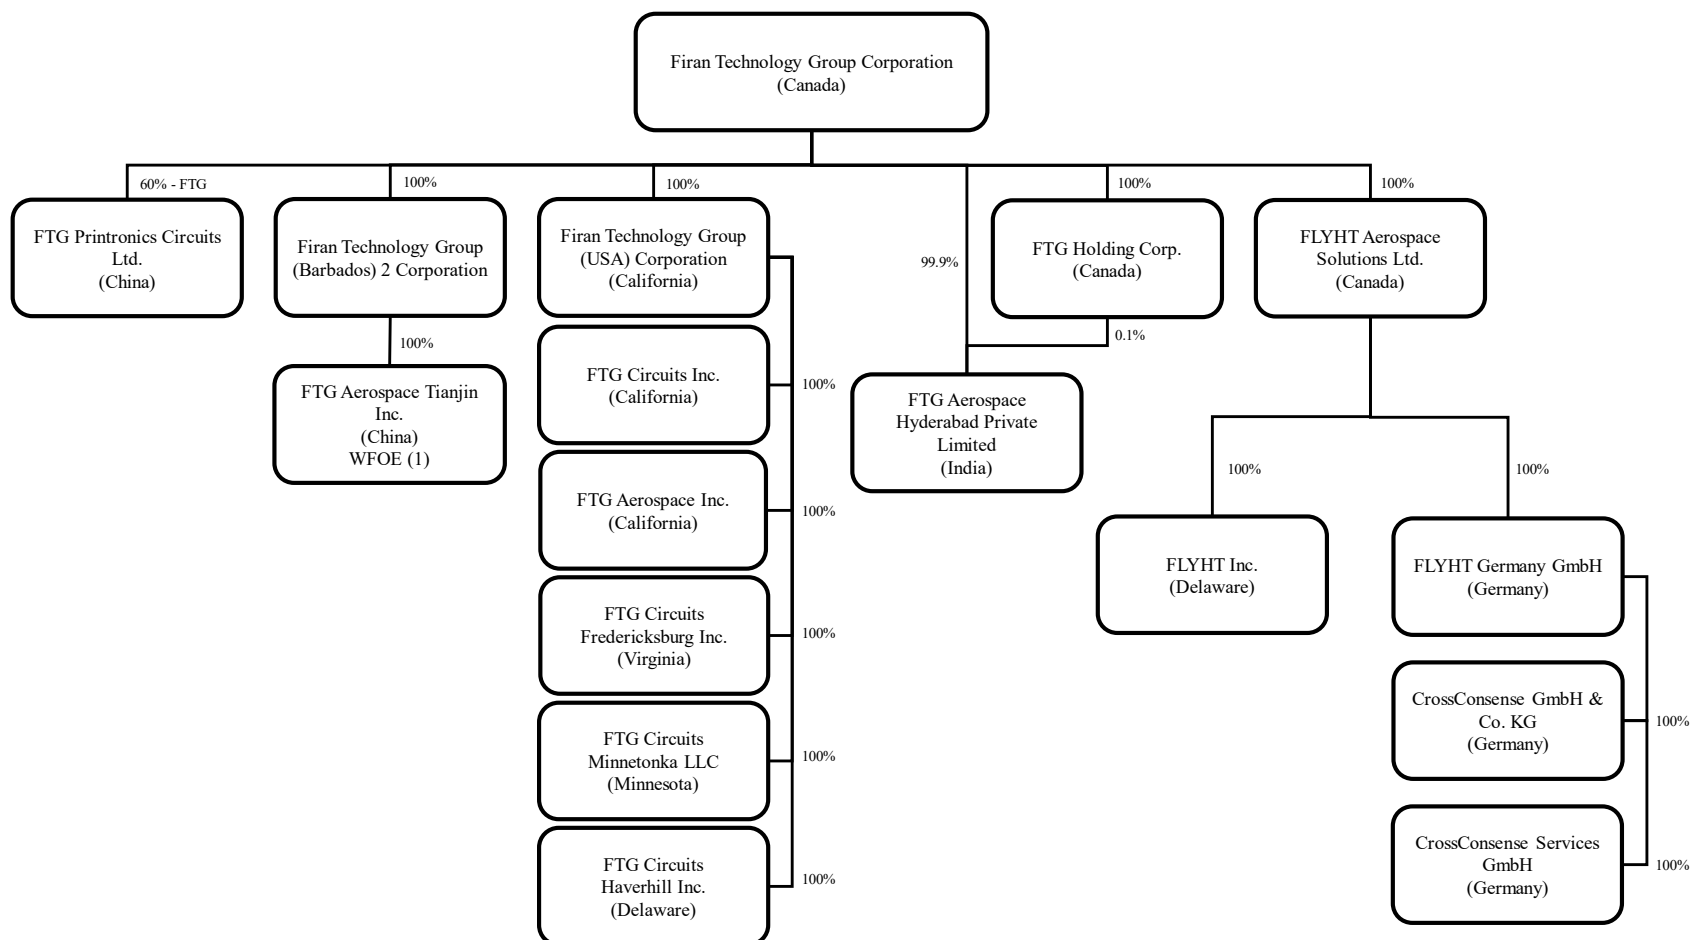 Firan Technology Group Corporation
(Canada)
60% - FTG
100%
100%
99.9%
100%
100%
FTG Printronics Circuits
Ltd.
(China)
Firan Technology Group
(Barbados) 2 Corporation
Firan Technology Group
(USA) Corporation
(California)
FTG Holding Corp.
(Canada)
FLYHT Aerospace
Solutions Ltd.
(Canada)
100%
0.1%
FTG Aerospace Tianjin
Inc.
(China)
WFOE (1)
FTG Circuits Inc.
(California)
100%
FTG Aerospace
Hyderabad Private
Limited
(India)
FTG Aerospace Inc.
(California)
100%
100%
100%
FLYHT Inc.
(Delaware)
FLYHT Germany GmbH
(Germany)
FTG Circuits
Fredericksburg Inc.
(Virginia)
100%
CrossConsense GmbH &
Co. KG
(Germany)
100%
FTG Circuits
Minnetonka LLC
(Minnesota)
100%
CrossConsense Services
GmbH
(Germany)
100%
FTG Circuits
Haverhill Inc.
(Delaware)
100%